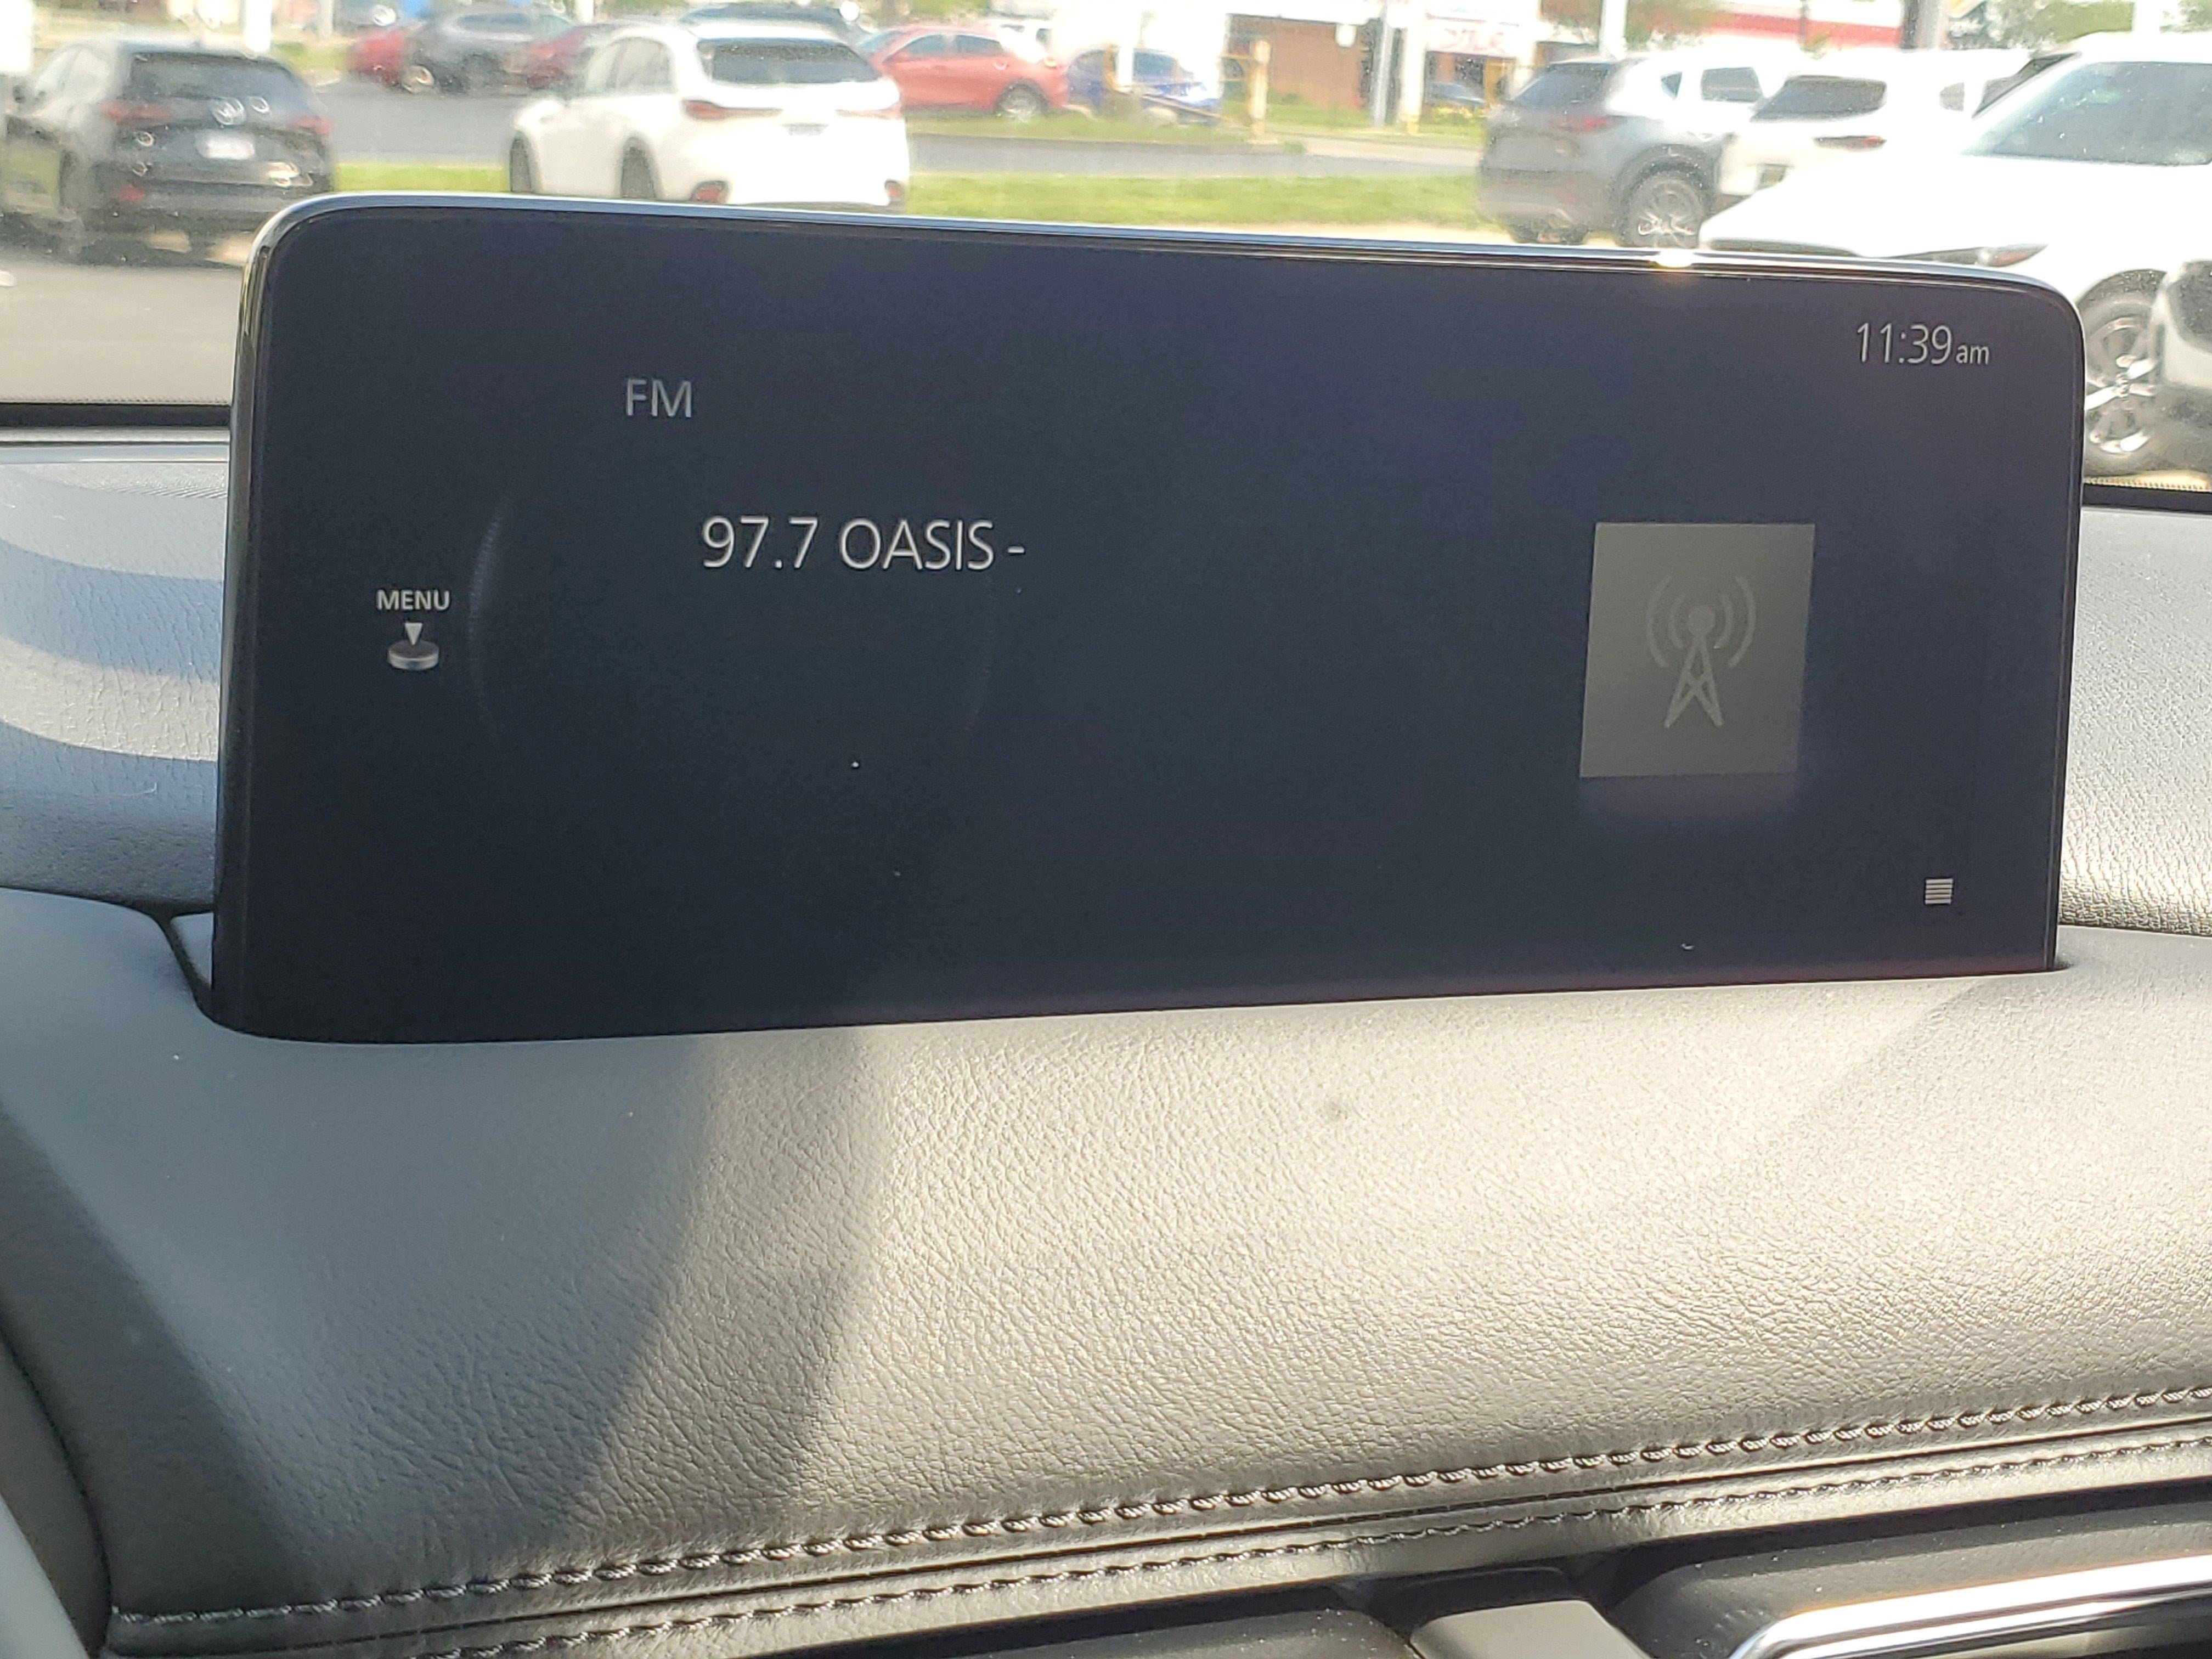 11:39am
FM
97.7 OASIS -
MENU